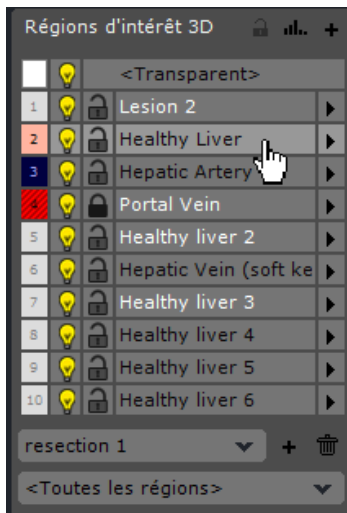 Régions d'intérêt 3D
<Transparent>
1 Lesion 2
2 Healthy Liver
3 Hepatic Artery
4 Portal Vein
5 Healthy liver 2
6 Hepatic Vein (soft ke
7 Healthy liver 3
8 Healthy liver 4
9 Healthy liver 5
10 Healthy liver 6
resection 1
<Toutes les régions>